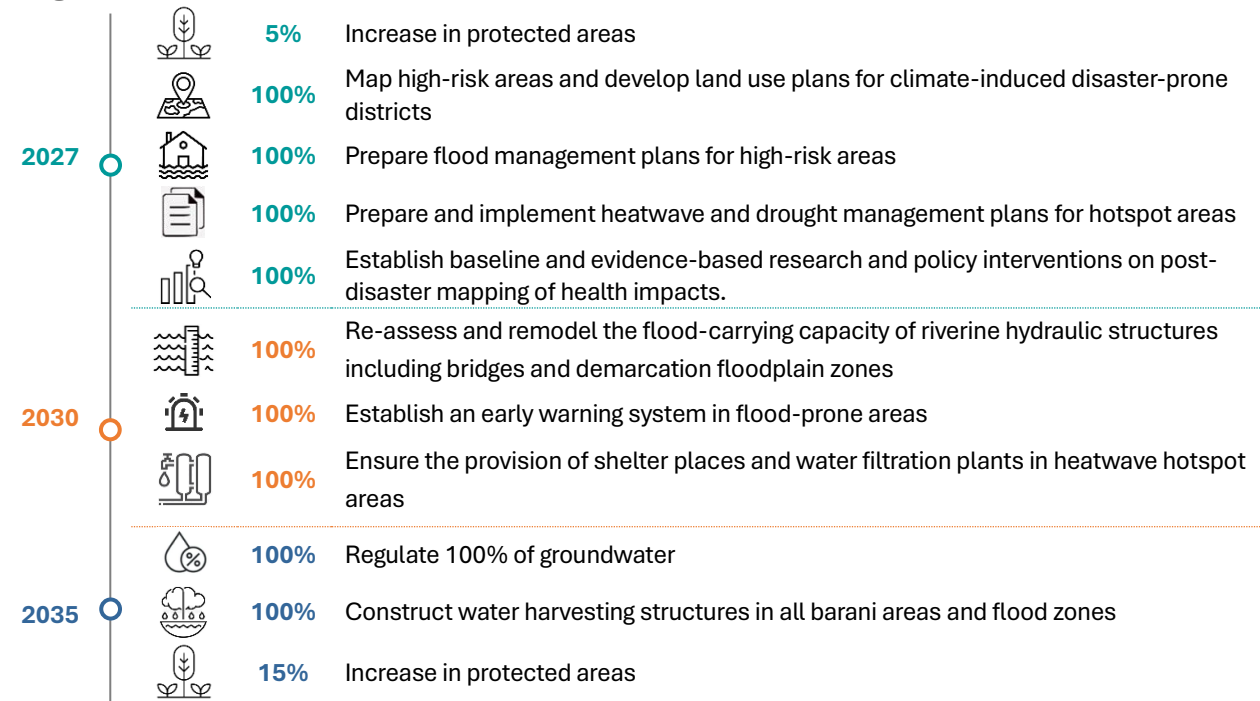 5% Increase in protected areas
100% Map high-risk areas and develop land use plans for climate-induced disaster-prone
districts
2027
100% Prepare flood management plans for high-risk areas
100% Prepare and implement heatwave and drought management plans for hotspot areas
100% Establish baseline and evidence-based research and policy interventions on post-
disaster mapping of health impacts.
100% Re-assess and remodel the flood-carrying capacity of riverine hydraulic structures
including bridges and demarcation floodplain zones
2030
100% Establish an early warning system in flood-prone areas
100% Ensure the provision of shelter places and water filtration plants in heatwave hotspot
areas
100% Regulate 100% of groundwater
2035
100% Construct water harvesting structures in all barani areas and flood zones
15% Increase in protected areas